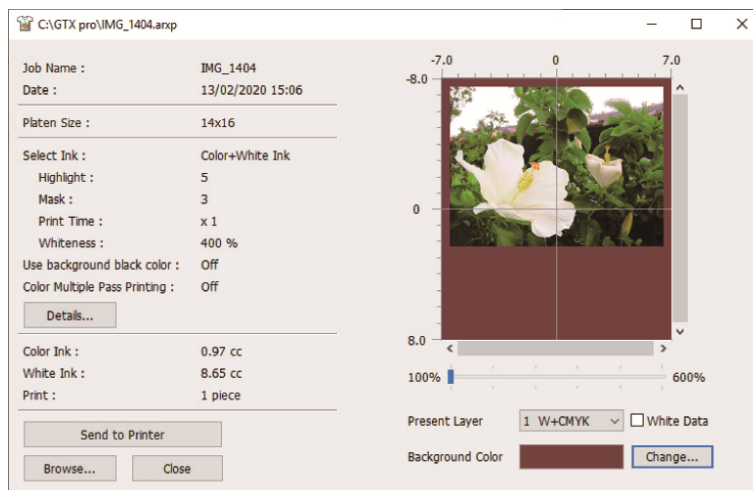 C:\GTX pro\IMG_1404.arxp
Job Name : IMG_1404
Date : 13/02/2020 15:06
Platen Size : 14x16
Select Ink : Color+White Ink
Highlight : 5
Mask : 3
Print Time : x 1
Whiteness : 400 %
Use background black color : Off
Color Multiple Pass Printing : Off
Details...
Color Ink : 0.97 cc
White Ink : 8.65 cc
Print : 1 piece
Send to Printer
Browse... Close
-7.0 0 7.0
-8.0
0
8.0
100% 600%
Present Layer 1 W+CMYK White Data
Background Color Change...